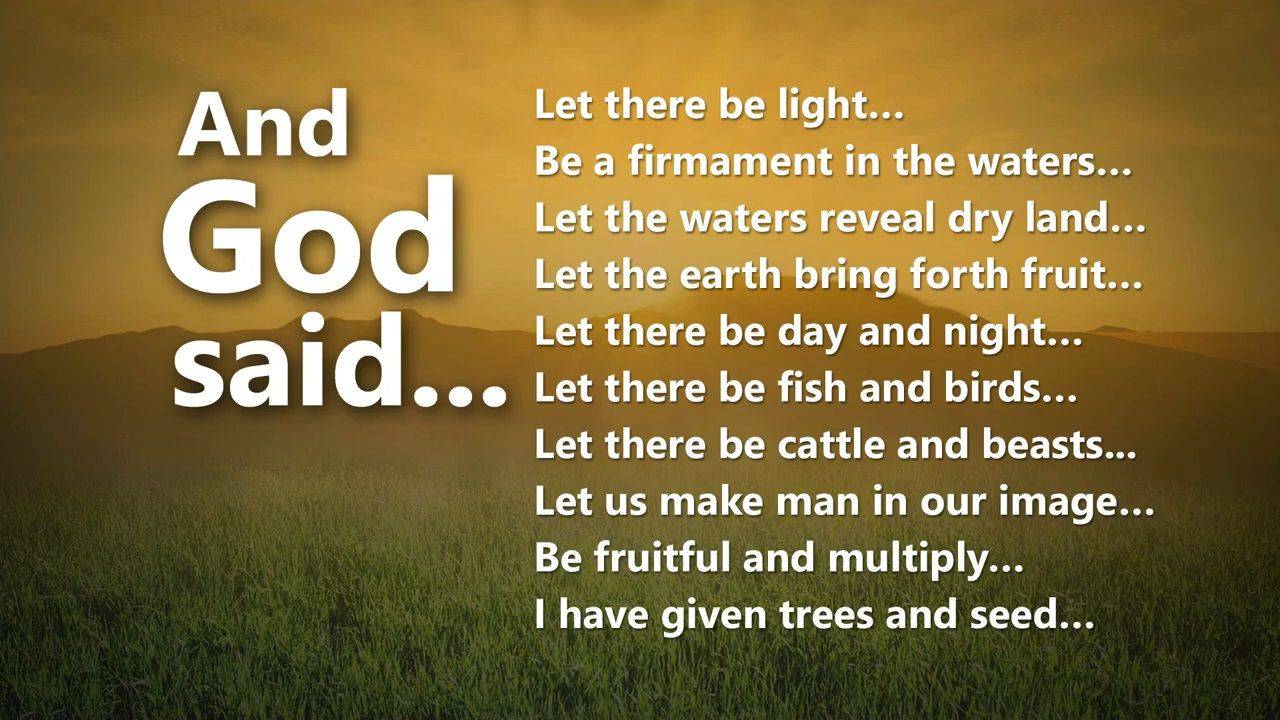 And
God
said...
Let there be light...
Be a firmament in the waters...
Let the waters reveal dry land...
Let the earth bring forth fruit...
Let there be day and night...
Let there be fish and birds...
Let there be cattle and beasts...
Let us make man in our image...
Be fruitful and multiply...
I have given trees and seed...